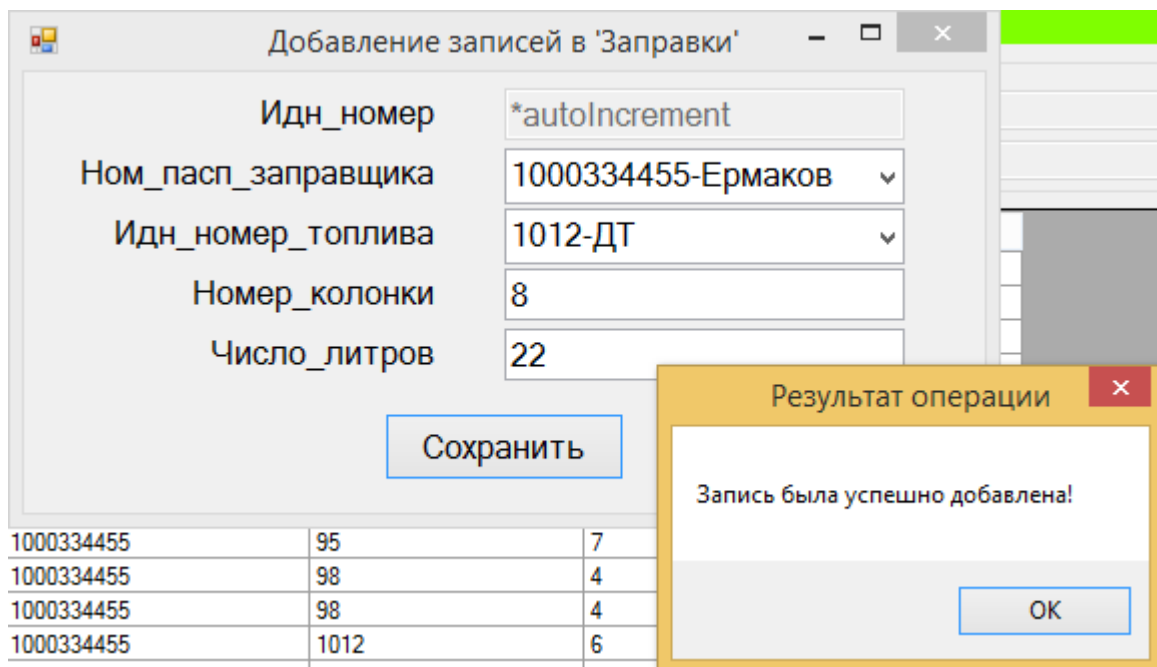 Добавление записей в 'Заправки'
Идн_номер *autoIncrement
Ном_пасп_заправщика 1000334455-Ермаков
Идн_номер_топлива 1012-ДТ
Номер_колонки 8
Число_литров 22
Сохранить
Результат операции
Запись была успешно добавлена!
OK
1000334455 95 7
1000334455 98 4
1000334455 98 4
1000334455 1012 6